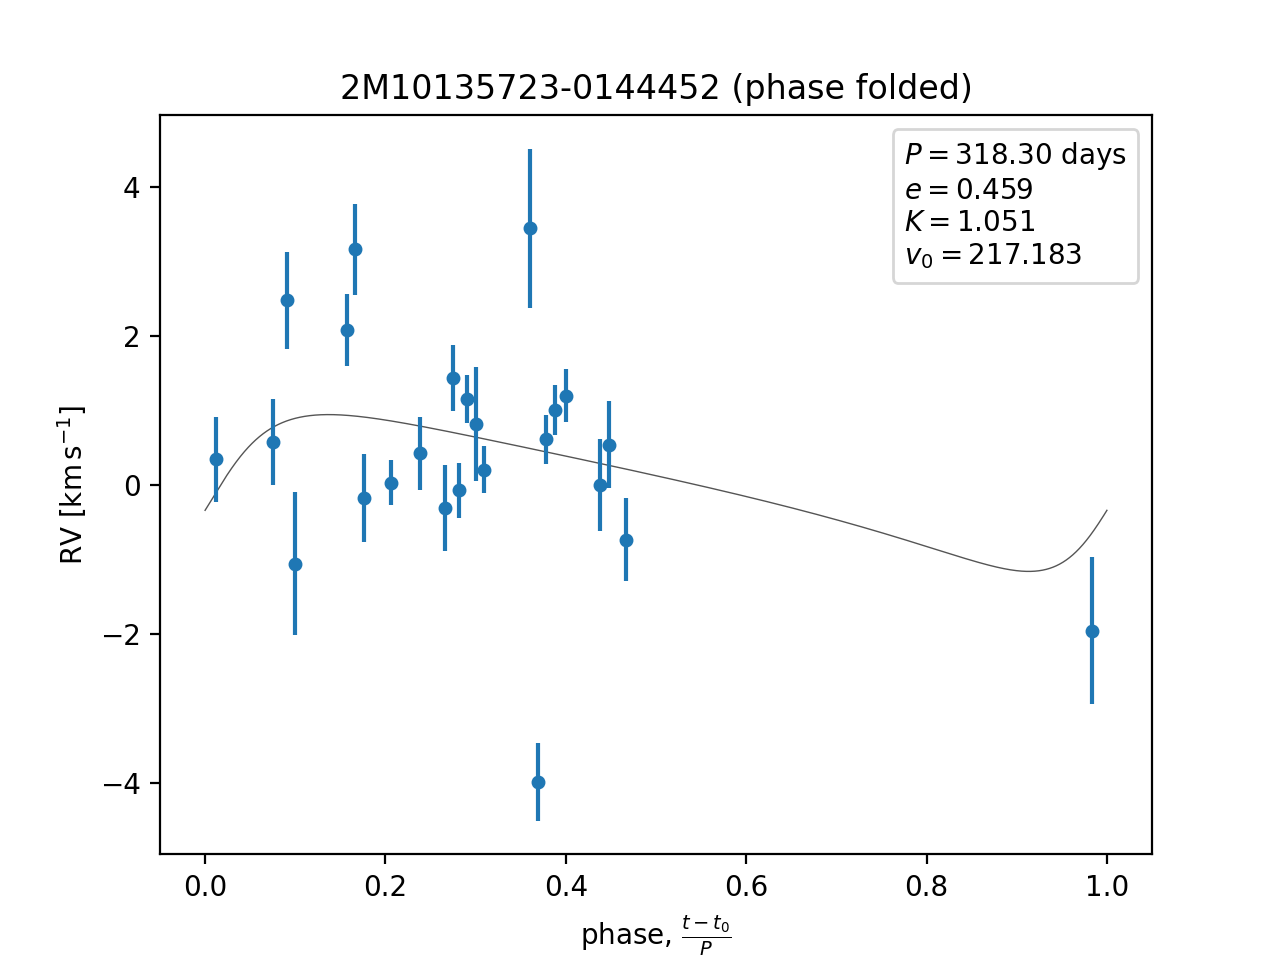 2M10135723-0144452 (phase folded)
P = 318.30 days
e = 0.459
K = 1.051
v₀ = 217.183
RV [km s⁻¹]
4
2
0
−2
−4
0.0 0.2 0.4 0.6 0.8 1.0
phase, (t − t₀)/P